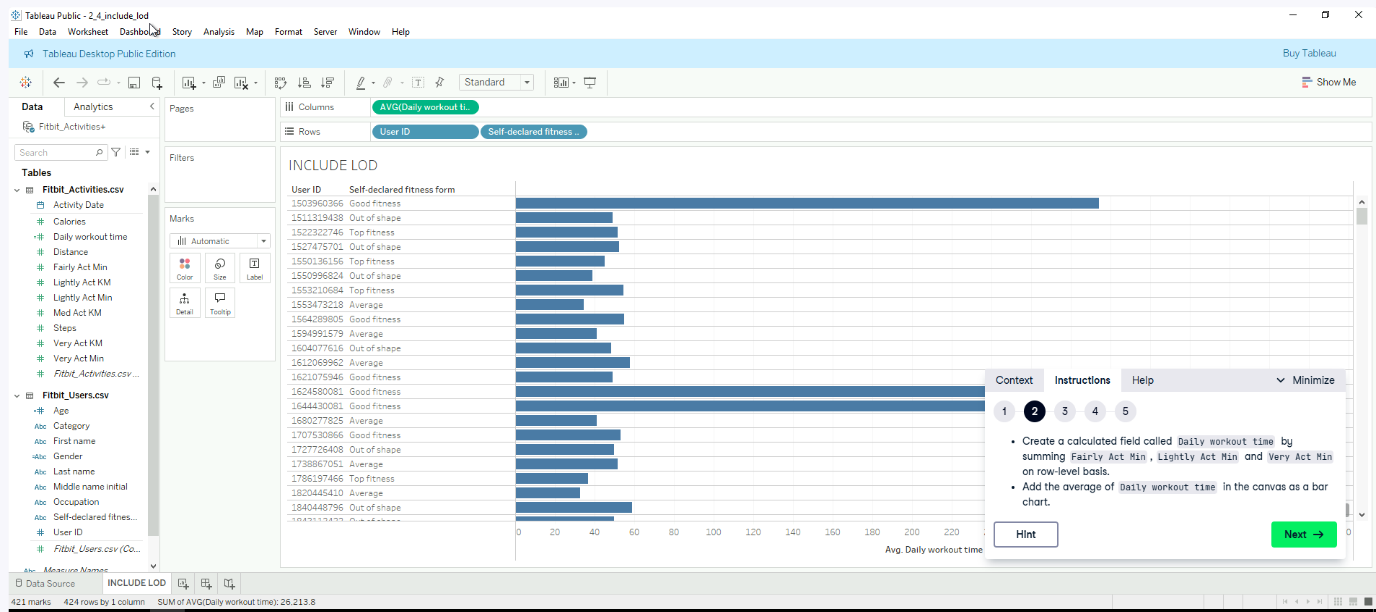 Tableau Public - 2_4_include_lod
File Data Worksheet Dashboard Story Analysis Map Format Server Window Help
Tableau Desktop Public Edition
Buy Tableau
Standard
Show Me
Data
Analytics
Fitbit_Activities+
Search
Tables
Fitbit_Activities.csv
Activity Date
Calories
Daily workout time
Distance
Fairly Act Min
Lightly Act KM
Lightly Act Min
Med Act KM
Steps
Very Act KM
Very Act Min
Fitbit_Activities.csv ...
Fitbit_Users.csv
Age
Category
First name
Gender
Last name
Middle name initial
Occupation
Self-declared fitnes...
User ID
Fitbit_Users.csv (Co...
Measure Names
Pages
Filters
Marks
Automatic
Color
Size
Label
Detail
Tooltip
Columns
AVG(Daily workout ti..
Rows
User ID
Self-declared fitness ..
INCLUDE LOD
User ID Self-declared fitness form
1503960366 Good fitness
1511319438 Out of shape
1522322746 Top fitness
1527475701 Out of shape
1550136156 Top fitness
1550996824 Out of shape
1553210684 Top fitness
1553473218 Average
1564289805 Good fitness
1594991579 Average
1604077616 Out of shape
1612069962 Average
1621075946 Good fitness
1624580081 Good fitness
1644430081 Good fitness
1680277825 Average
1707530866 Good fitness
1727726408 Out of shape
1738867051 Average
1786197466 Top fitness
1820445410 Average
1840448796 Out of shape
0 20 40 60 80 100 120 140 160 180 200 220
Avg. Daily workout time
Context
Instructions
Help
Minimize
1 2 3 4 5
• Create a calculated field called Daily workout time by
summing Fairly Act Min , Lightly Act Min and Very Act Min
on row-level basis.
• Add the average of Daily workout time in the canvas as a bar
chart.
Hint
Next →
Data Source
INCLUDE LOD
421 marks 424 rows by 1 column SUM of AVG(Daily workout time): 26,213.8